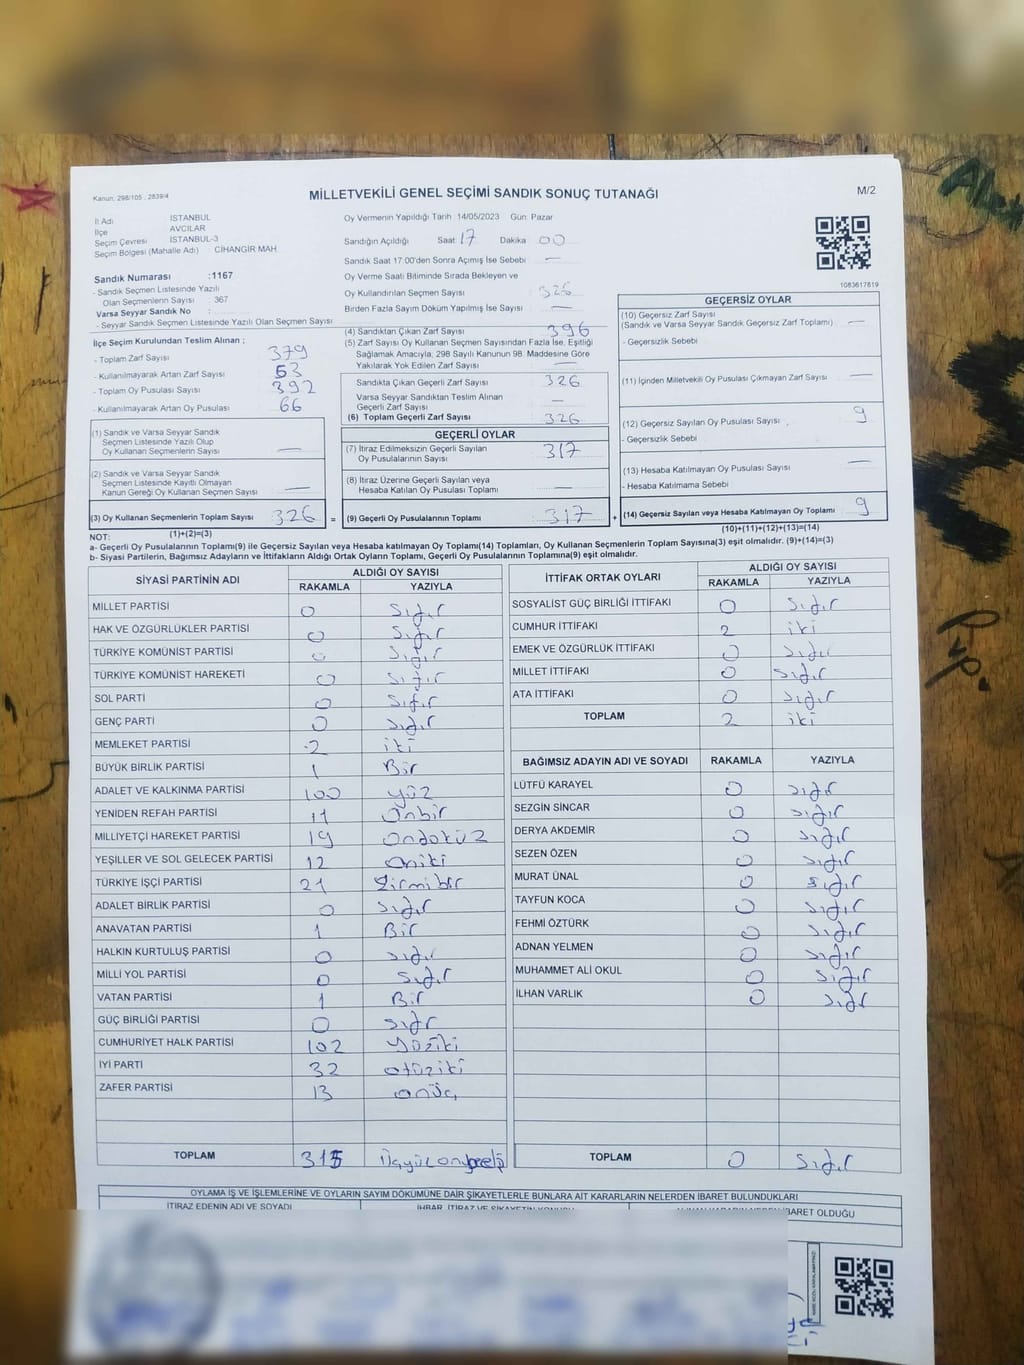 Kanun; 298/105 , 2839/4
MİLLETVEKİLİ GENEL SEÇİMİ SANDIK SONUÇ TUTANAĞI
M/2
İl Adı İSTANBUL
İlçe AVCILAR
Seçim Çevresi İSTANBUL-3
Seçim Bölgesi (Mahalle Adı) : CİHANGİR MAH
Sandık Numarası :1167
- Sandık Seçmen Listesinde Yazılı
Olan Seçmenlerin Sayısı : 367
Varsa Seyyar Sandık No :
- Seyyar Sandık Seçmen Listesinde Yazılı Olan Seçmen Sayısı
Oy Vermenin Yapıldığı Tarih 14/05/2023 Gün: Pazar
Sandığın Açıldığı Saat 17 Dakika 00
Sandık Saat 17:00'den Sonra Açımış İse Sebebi —
Oy Verme Saati Bitiminde Sırada Bekleyen ve
Oy Kullandırılan Seçmen Sayısı 326
Birden Fazla Sayım Döküm Yapılmış İse Sayısı —
1083617819
İlçe Seçim Kurulundan Teslim Alınan ;
- Toplam Zarf Sayısı 379
- Kullanılmayarak Artan Zarf Sayısı 53
- Toplam Oy Pusulası Sayısı 392
- Kullanılmayarak Artan Oy Pusulası 66
(1) Sandık ve Varsa Seyyar Sandık
Seçmen Listesinde Yazılı Olup
Oy Kullanan Seçmenlerin Sayısı —
(2) Sandık ve Varsa Seyyar Sandık
Seçmen Listesinde Kayıtlı Olmayan
Kanun Gereği Oy Kullanan Seçmen Sayısı —
(3) Oy Kullanan Seçmenlerin Toplam Sayısı 326 =
(1)+(2)=(3)
(4) Sandıktan Çıkan Zarf Sayısı 396
(5) Zarf Sayısı Oy Kullanan Seçmen Sayısından Fazla İse, Eşitliği
Sağlamak Amacıyla, 298 Sayılı Kanunun 98. Maddesine Göre
Yakılarak Yok Edilen Zarf Sayısı —
Sandıkta Çıkan Geçerli Zarf Sayısı 326
Varsa Seyyar Sandıktan Teslim Alınan
Geçerli Zarf Sayısı —
(6) Toplam Geçerli Zarf Sayısı 326
GEÇERLİ OYLAR
(7) İtiraz Edilmeksizin Geçerli Sayılan
Oy Pusulalarının Sayısı 317
(8) İtiraz Üzerine Geçerli Sayılan veya
Hesaba Katılan Oy Pusulası Toplamı —
(9) Geçerli Oy Pusulalarının Toplamı 317 +
GEÇERSİZ OYLAR
(10) Geçersiz Zarf Sayısı
(Sandık ve Varsa Seyyar Sandık Geçersiz Zarf Toplamı) —
- Geçersizlik Sebebi
(11) İçinden Milletvekili Oy Pusulası Çıkmayan Zarf Sayısı —
(12) Geçersiz Sayılan Oy Pusulası Sayısı 9
- Geçersizlik Sebebi
(13) Hesaba Katılmayan Oy Pusulası Sayısı —
- Hesaba Katılmama Sebebi
(14) Geçersiz Sayılan veya Hesaba Katılmayan Oy Toplamı 9
(10)+(11)+(12)+(13)=(14)
NOT:
a- Geçerli Oy Pusulalarının Toplamı(9) ile Geçersiz Sayılan veya Hesaba katılmayan Oy Toplamı(14) Toplamları, Oy Kullanan Seçmenlerin Toplam Sayısına(3) eşit olmalıdır. (9)+(14)=(3)
b- Siyasi Partilerin, Bağımsız Adayların ve İttifakların Aldığı Ortak Oyların Toplamı, Geçerli Oy Pusulalarının Toplamına(9) eşit olmalıdır.
SİYASİ PARTİNİN ADI ALDIĞI OY SAYISI
RAKAMLA YAZIYLA
MİLLET PARTİSİ 0 Sıfır
HAK VE ÖZGÜRLÜKLER PARTİSİ 0 Sıfır
TÜRKİYE KOMÜNİST PARTİSİ 0 Sıfır
TÜRKİYE KOMÜNİST HAREKETİ 0 Sıfır
SOL PARTİ 0 Sıfır
GENÇ PARTİ 0 Sıfır
MEMLEKET PARTİSİ 2 iki
BÜYÜK BİRLİK PARTİSİ 1 Bir
ADALET VE KALKINMA PARTİSİ 100 yüz
YENİDEN REFAH PARTİSİ 11 Onbir
MİLLİYETÇİ HAREKET PARTİSİ 19 Ondokuz
YEŞİLLER VE SOL GELECEK PARTİSİ 12 Oniki
TÜRKİYE İŞÇİ PARTİSİ 21 Yirmibir
ADALET BİRLİK PARTİSİ 0 Sıfır
ANAVATAN PARTİSİ 1 Bir
HALKIN KURTULUŞ PARTİSİ 0 Sıfır
MİLLİ YOL PARTİSİ 0 Sıfır
VATAN PARTİSİ 1 Bir
GÜÇ BİRLİĞİ PARTİSİ 0 Sıfır
CUMHURİYET HALK PARTİSİ 102 Yüziki
İYİ PARTİ 32 otuziki
ZAFER PARTİSİ 13 onüç
TOPLAM 315 Üçyüzonbeş
İTTİFAK ORTAK OYLARI ALDIĞI OY SAYISI
RAKAMLA YAZIYLA
SOSYALİST GÜÇ BİRLİĞİ İTTİFAKI 0 Sıfır
CUMHUR İTTİFAKI 2 iki
EMEK VE ÖZGÜRLÜK İTTİFAKI 0 Sıfır
MİLLET İTTİFAKI 0 Sıfır
ATA İTTİFAKI 0 Sıfır
TOPLAM 2 iki
BAĞIMSIZ ADAYIN ADI VE SOYADI RAKAMLA YAZIYLA
LÜTFÜ KARAYEL 0 Sıfır
SEZGİN SİNCAR 0 Sıfır
DERYA AKDEMİR 0 Sıfır
SEZEN ÖZEN 0 Sıfır
MURAT ÜNAL 0 Sıfır
TAYFUN KOCA 0 Sıfır
FEHMİ ÖZTÜRK 0 Sıfır
ADNAN YELMEN 0 Sıfır
MUHAMMET ALİ OKUL 0 Sıfır
İLHAN VARLIK 0 Sıfır
TOPLAM 0 Sıfır
OYLAMA İŞ VE İŞLEMLERİNE VE OYLARIN SAYIM DÖKÜMÜNE DAİR ŞİKAYETLERLE BUNLARA AİT KARARLARIN NELERDEN İBARET BULUNDUKLARI
İTİRAZ EDENİN ADI VE SOYADI İHBAR, İTİRAZ VE ŞİKAYETİN KONUSU BARET OLDUĞU